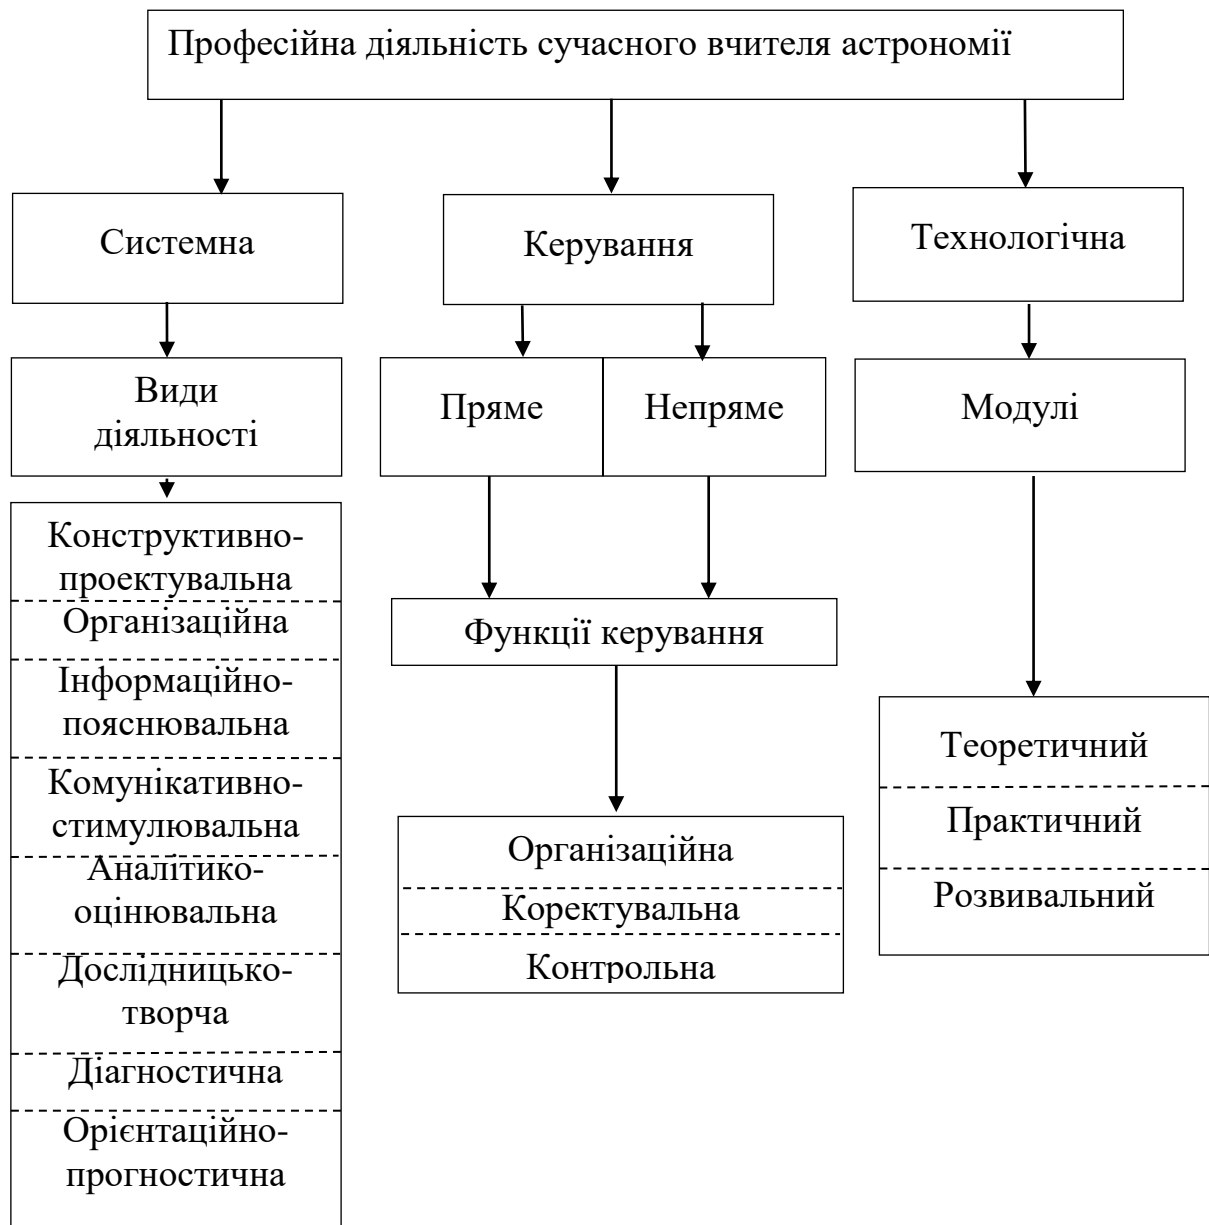 Професійна діяльність сучасного вчителя астрономії
Системна
Керування
Технологічна
Види
діяльності
Пряме
Непряме
Модулі
Конструктивно-
проектувальна
Організаційна
Інформаційно-
пояснювальна
Комунікативно-
стимулювальна
Аналітико-
оцінювальна
Дослідницько-
творча
Діагностична
Орієнтаційно-
прогностична
Функції керування
Організаційна
Коректувальна
Контрольна
Теоретичний
Практичний
Розвивальний